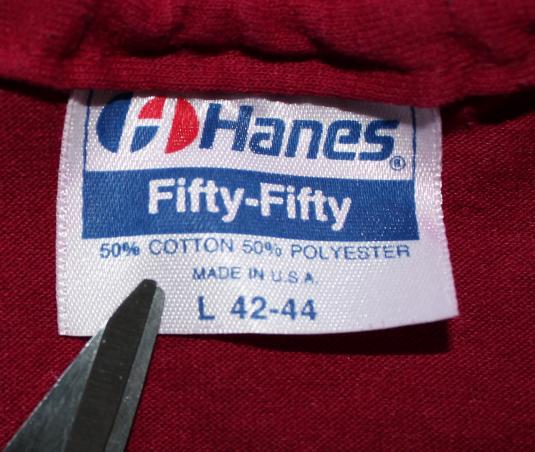 Hanes®
Fifty-Fifty
50% COTTON 50% POLYESTER
MADE IN U.S.A.
L 42-44